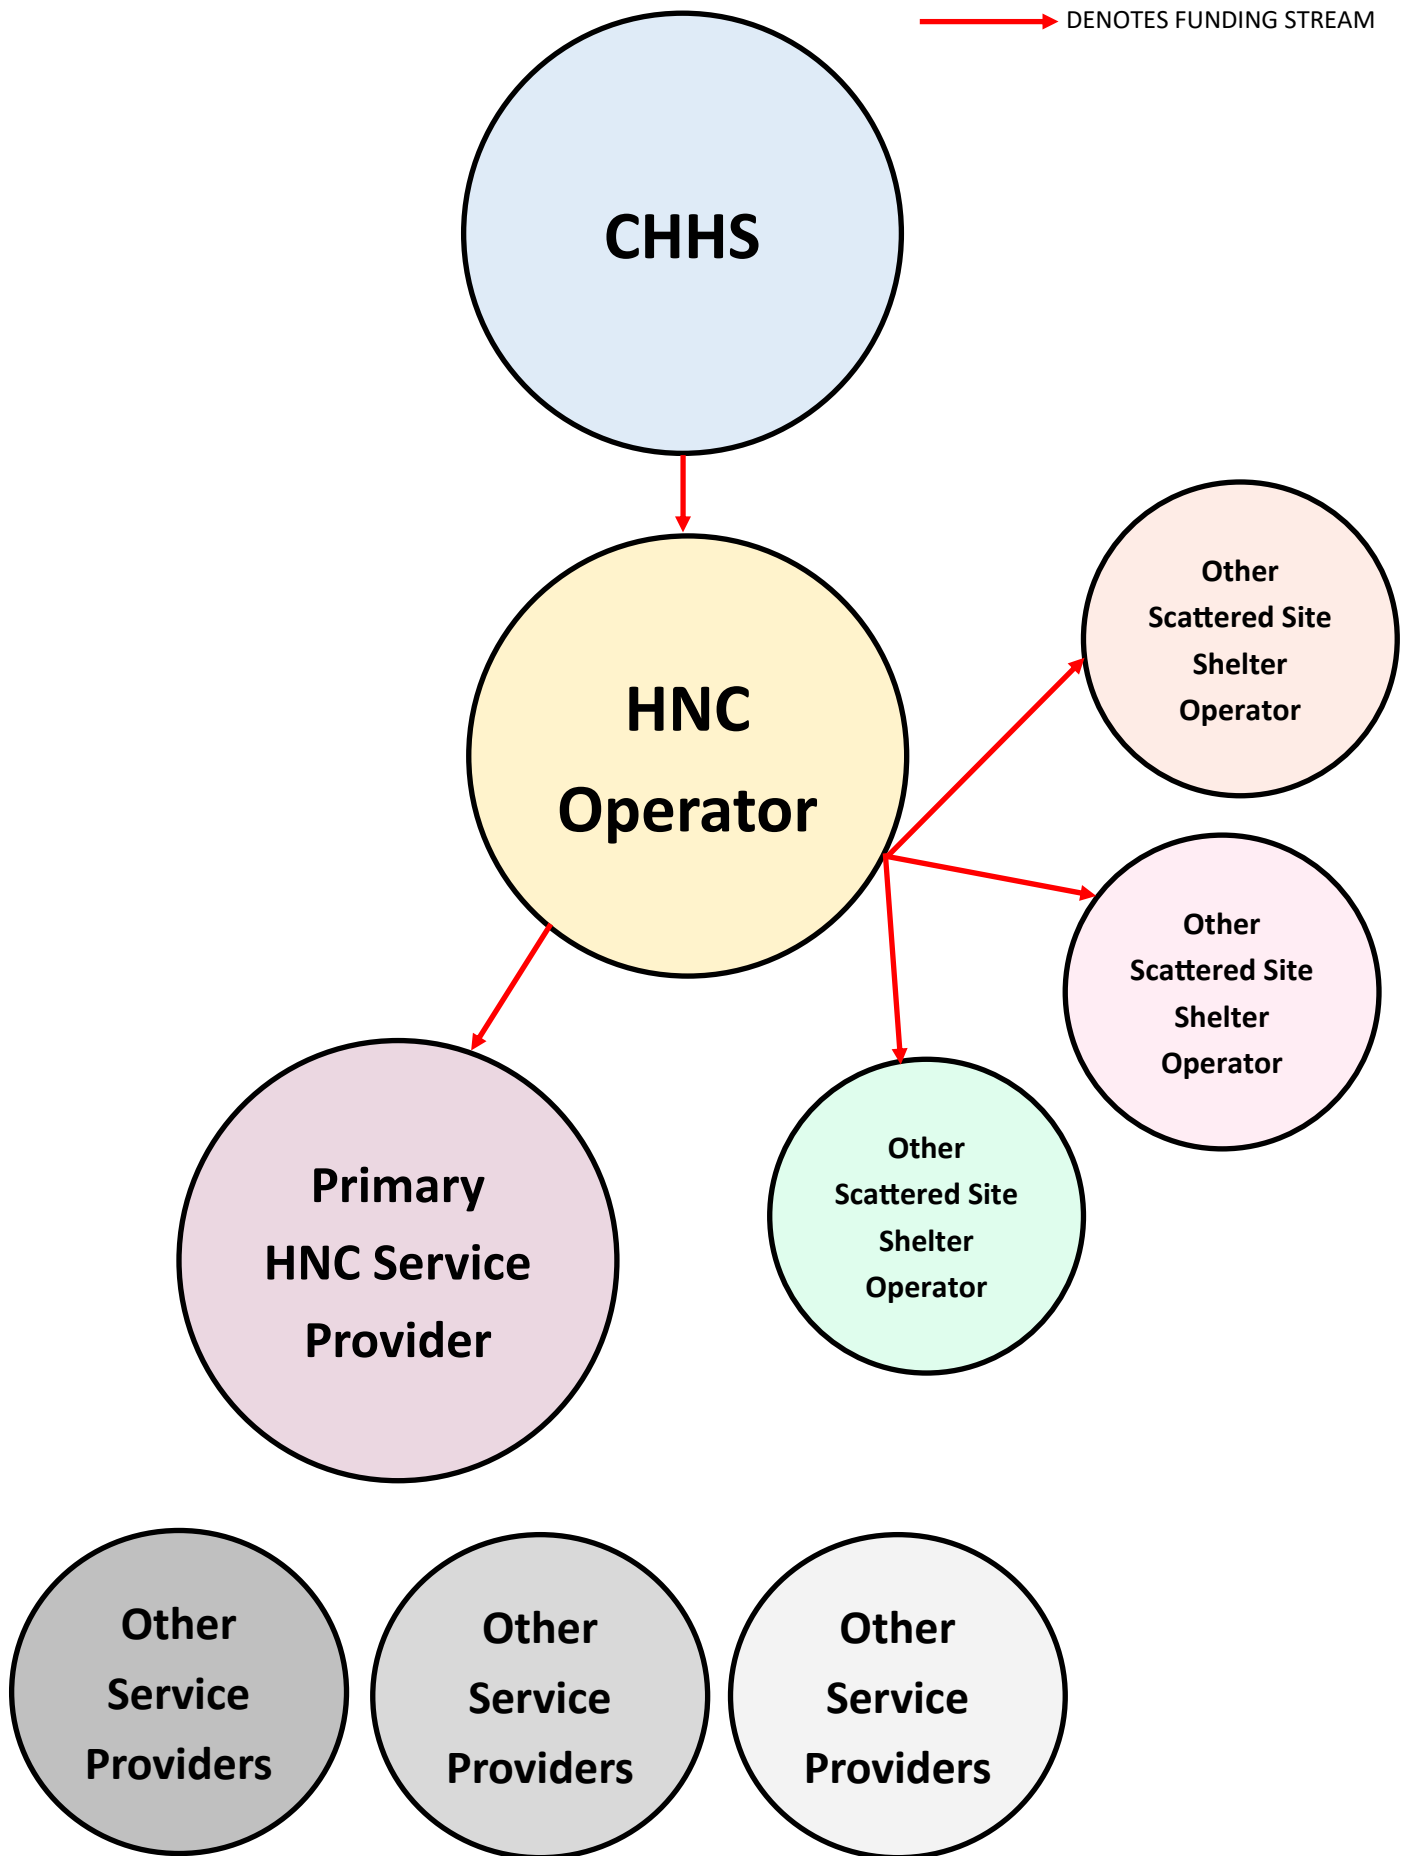 DENOTES FUNDING STREAM
CHHS
HNC
Operator
Other
Scattered Site
Shelter
Operator
Other
Scattered Site
Shelter
Operator
Other
Scattered Site
Shelter
Operator
Primary
HNC Service
Provider
Other
Service
Providers
Other
Service
Providers
Other
Service
Providers